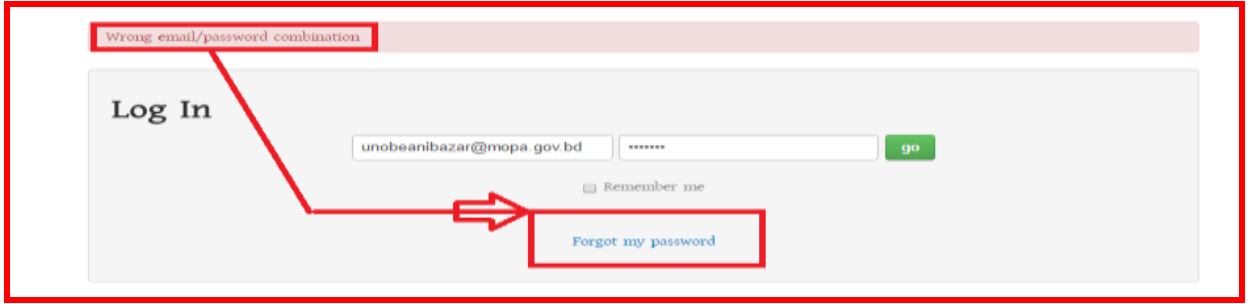 Wrong email/password combination
Log In
unobeanibazar@mopa.gov.bd ••••••• go
Remember me
Forgot my password